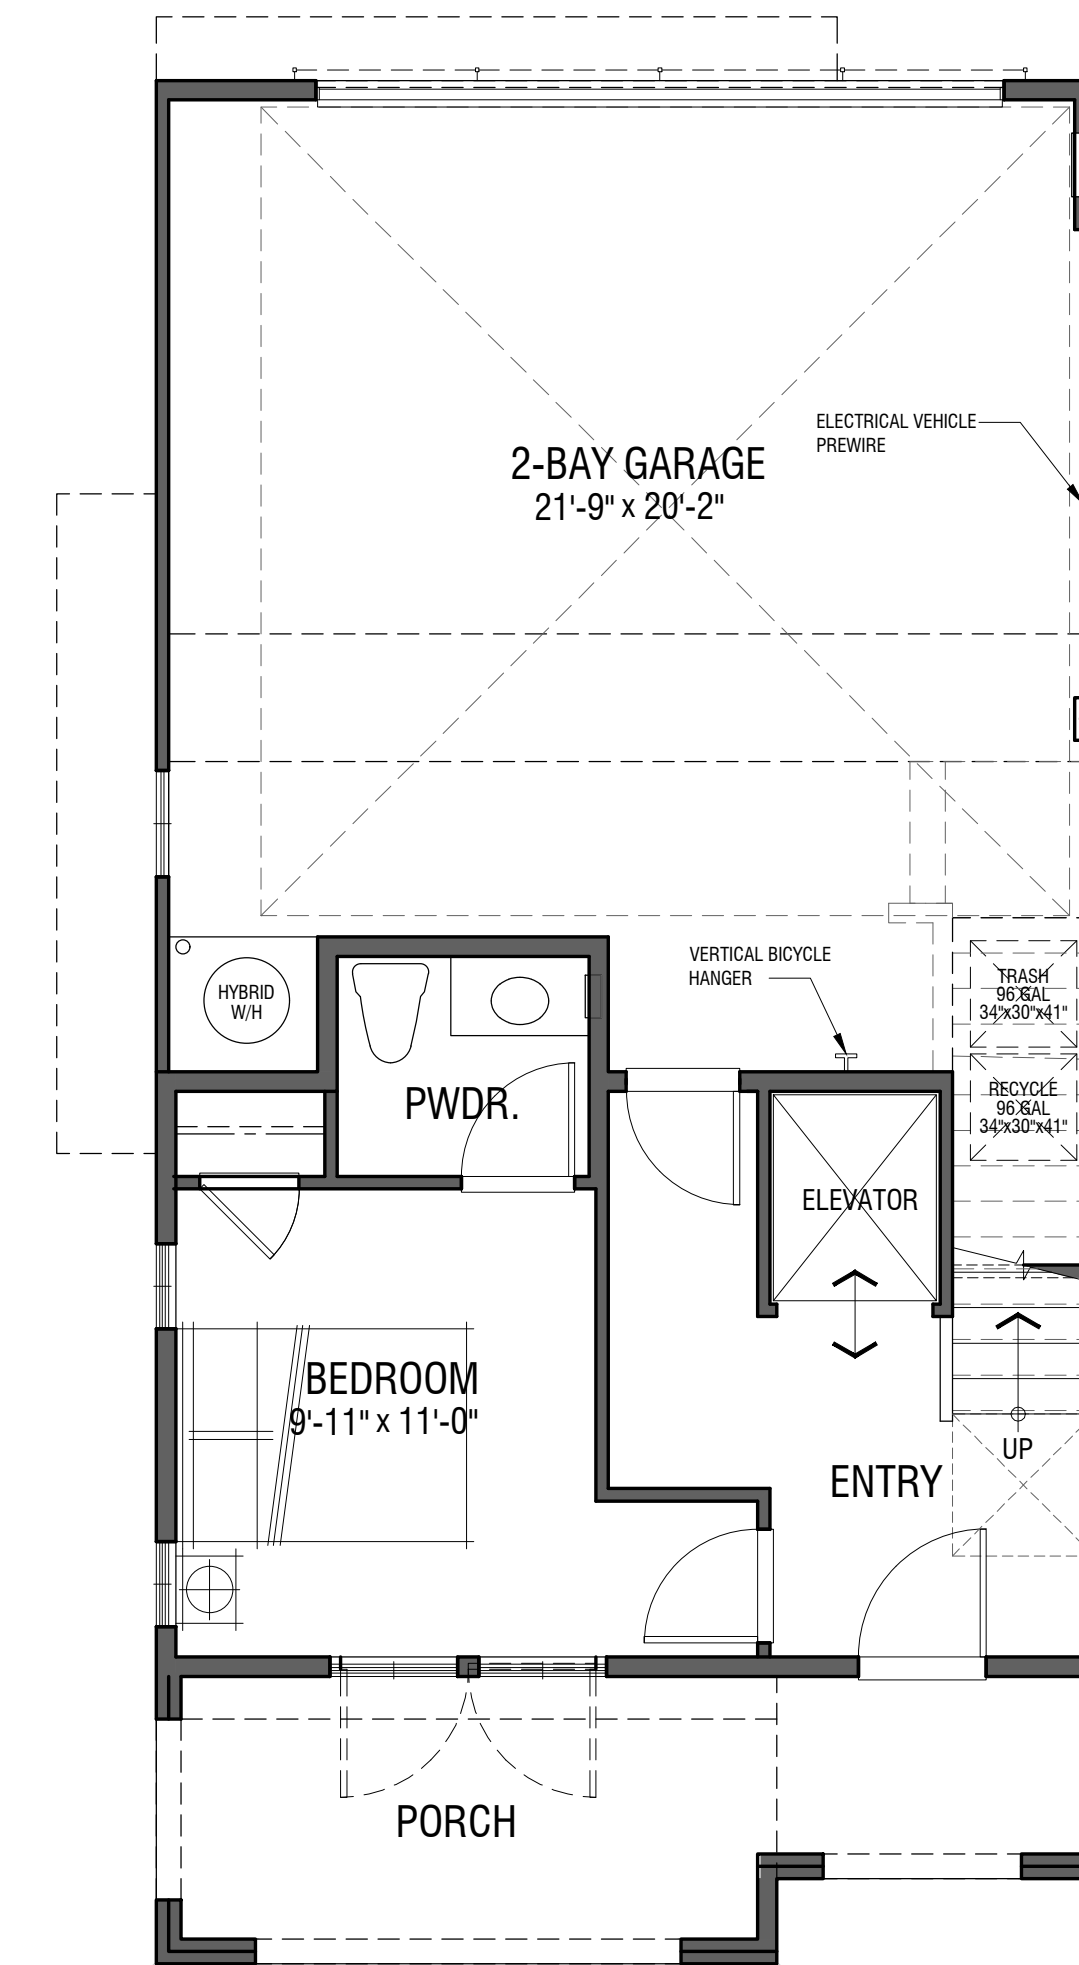 ELECTRICAL VEHICLE
PREWIRE
2-BAY GARAGE
21'-9" x 20'-2"
VERTICAL BICYCLE
HANGER
TRASH
96 GAL
34"x30"x41"
HYBRID
W/H
RECYCLE
96 GAL
34"x30"x41"
PWDR.
ELEVATOR
BEDROOM
9'-11" x 11'-0"
UP
ENTRY
PORCH